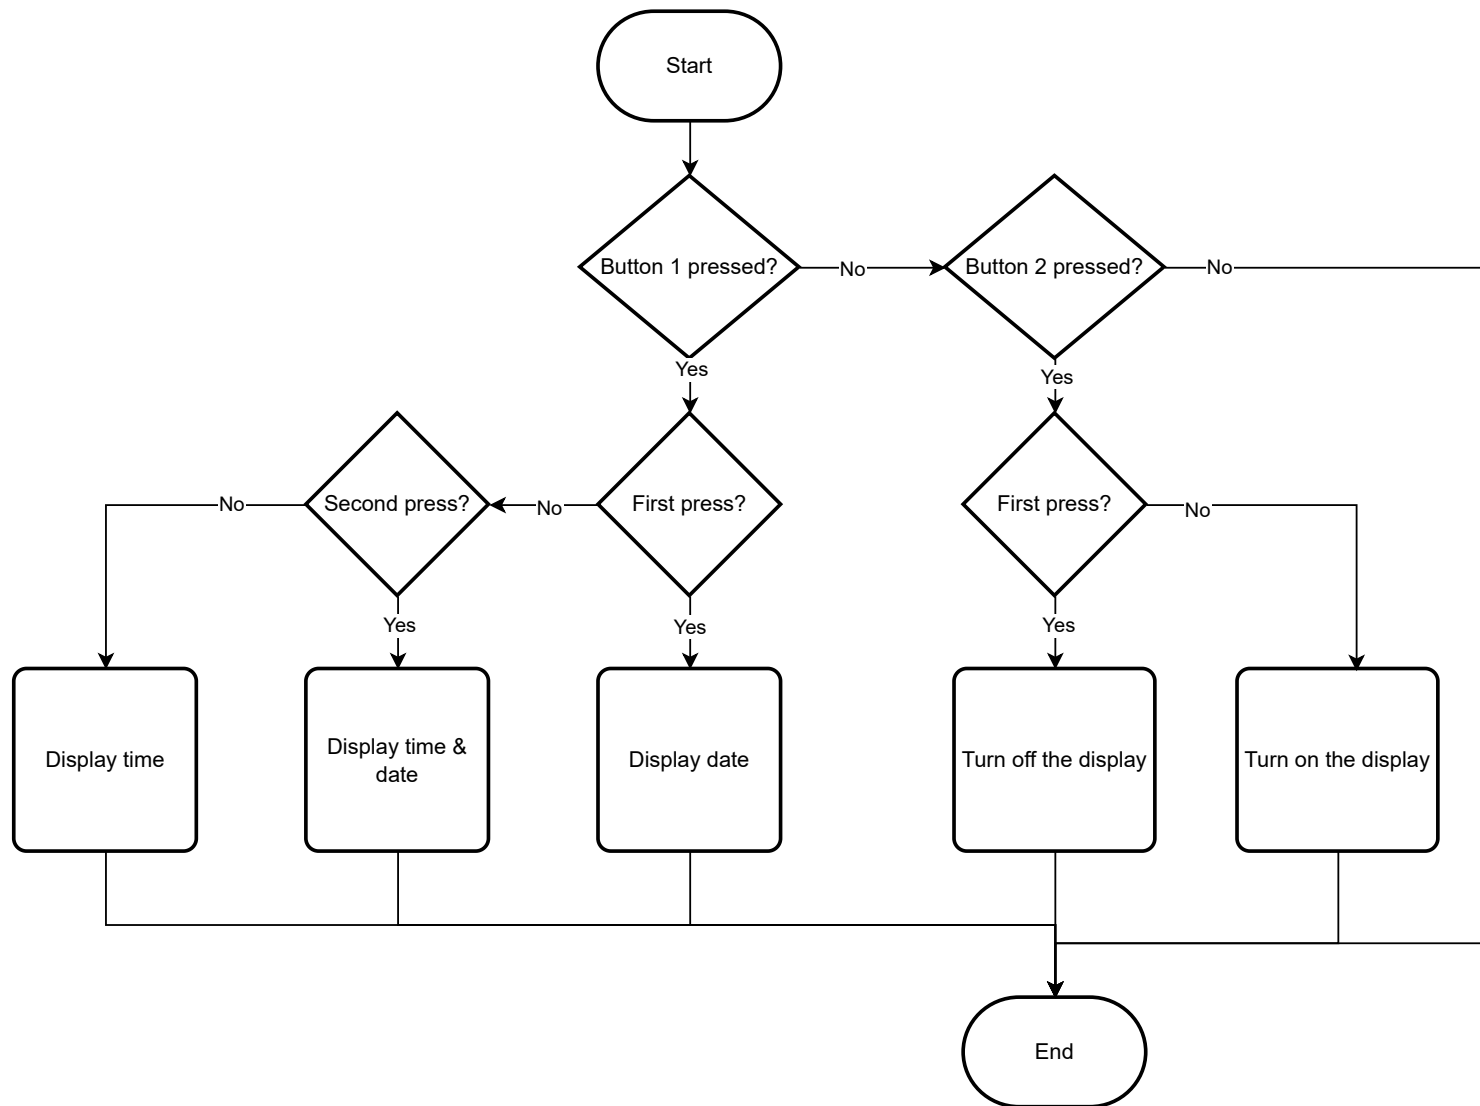 Start
Button 1 pressed?
No
Button 2 pressed?
No
Yes
Yes
No
Second press?
No
First press?
First press?
No
Yes
Yes
Yes
Display time
Display time &
date
Display date
Turn off the display
Turn on the display
End